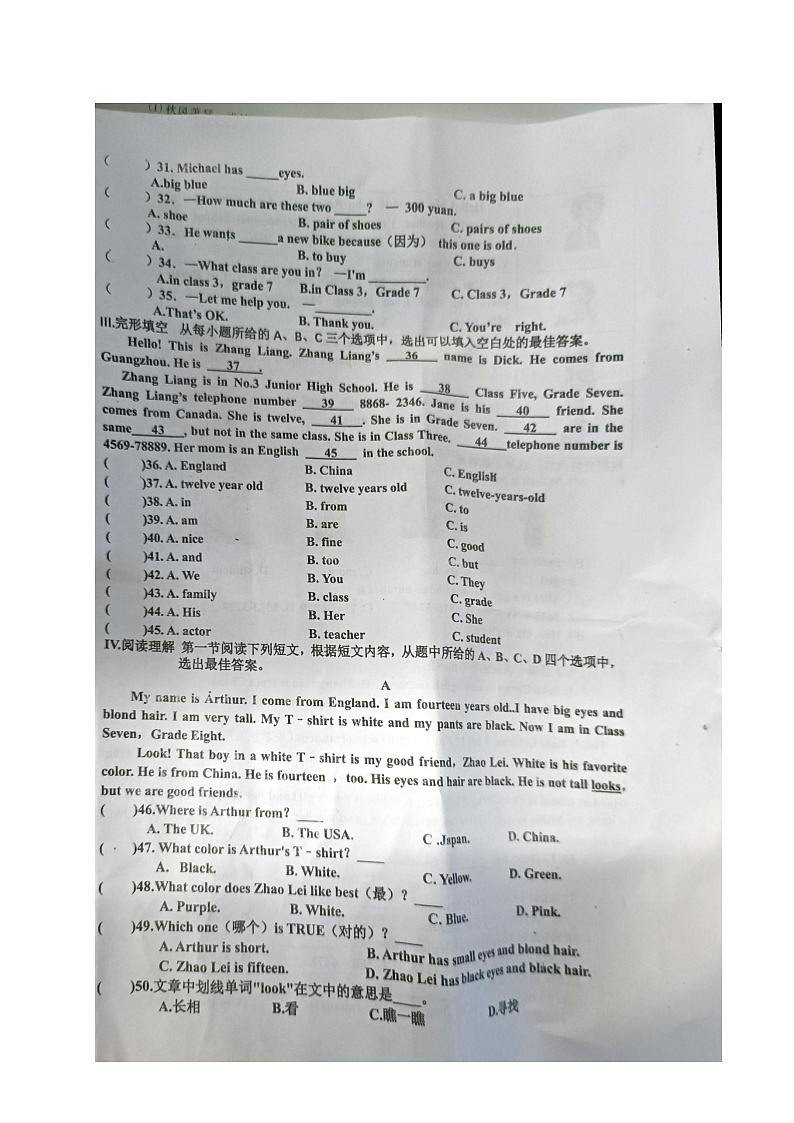 ( )31. Michael has _____eyes.
A.big blue B. blue big C. a big blue
( )32. —How much are these two _____? — 300 yuan.
A. shoe B. pair of shoes C. pairs of shoes
( )33. He wants ______a new bike because(因为) this one is old.
A. B. to buy C. buys
( )34. —What class are you in? —I'm _________.
A.in class 3, grade 7 B.in Class 3, Grade 7 C. Class 3, Grade 7
( )35. —Let me help you. —_________.
A.That's OK. B. Thank you. C. You're right.
III.完形填空 从每小题所给的 A、B、C 三个选项中,选出可以填入空白处的最佳答案。
Hello! This is Zhang Liang. Zhang Liang's __36__ name is Dick. He comes from
Guangzhou. He is __37__.
Zhang Liang is in No.3 Junior High School. He is __38__ Class Five, Grade Seven.
Zhang Liang's telephone number __39__ 8868- 2346. Jane is his __40__ friend. She
comes from Canada. She is twelve, __41__. She is in Grade Seven. __42__ are in the
same__43__, but not in the same class. She is in Class Three. __44__telephone number is
4569-78889. Her mom is an English __45__ in the school.
( )36. A. England B. China C. English
( )37. A. twelve year old B. twelve years old C. twelve-years-old
( )38. A. in B. from C. to
( )39. A. am B. are C. is
( )40. A. nice B. fine C. good
( )41. A. and B. too C. but
( )42. A. We B. You C. They
( )43. A. family B. class C. grade
( )44. A. His B. Her C. She
( )45. A. actor B. teacher C. student
IV.阅读理解 第一节阅读下列短文,根据短文内容,从题中所给的 A、B、C、D 四个选项中,
选出最佳答案。
A
My name is Arthur. I come from England. I am fourteen years old..I have big eyes and
blond hair. I am very tall. My T-shirt is white and my pants are black. Now I am in Class
Seven, Grade Eight.
Look! That boy in a white T-shirt is my good friend, Zhao Lei. White is his favorite
color. He is from China. He is fourteen , too. His eyes and hair are black. He is not tall looks,
but we are good friends.
( )46.Where is Arthur from? ____
A. The UK. B. The USA. C .Japan. D. China.
( )47. What color is Arthur's T-shirt? ____
A. Black. B. White. C. Yellow. D. Green.
( )48.What color does Zhao Lei like best(最)? ____
A. Purple. B. White. C. Blue. D. Pink.
( )49.Which one(哪个)is TRUE(对的)? ____
A. Arthur is short. B. Arthur has small eyes and blond hair.
C. Zhao Lei is fifteen. D. Zhao Lei has black eyes and black hair.
( )50.文章中划线单词"look"在文中的意思是____。
A.长相 B.看 C.瞧一瞧 D.寻找